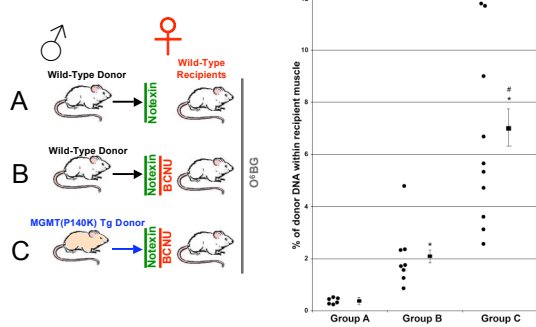 Wild-Type Donor
Wild-Type
Recipients
A
Notexin
Wild-Type Donor
B
Notexin
BCNU
MGMT(P140K) Tg Donor
C
Notexin
BCNU
O⁶BG
% of donor DNA within recipient muscle
12
10
8
6
4
2
0
#
*
*
Group A
Group B
Group C